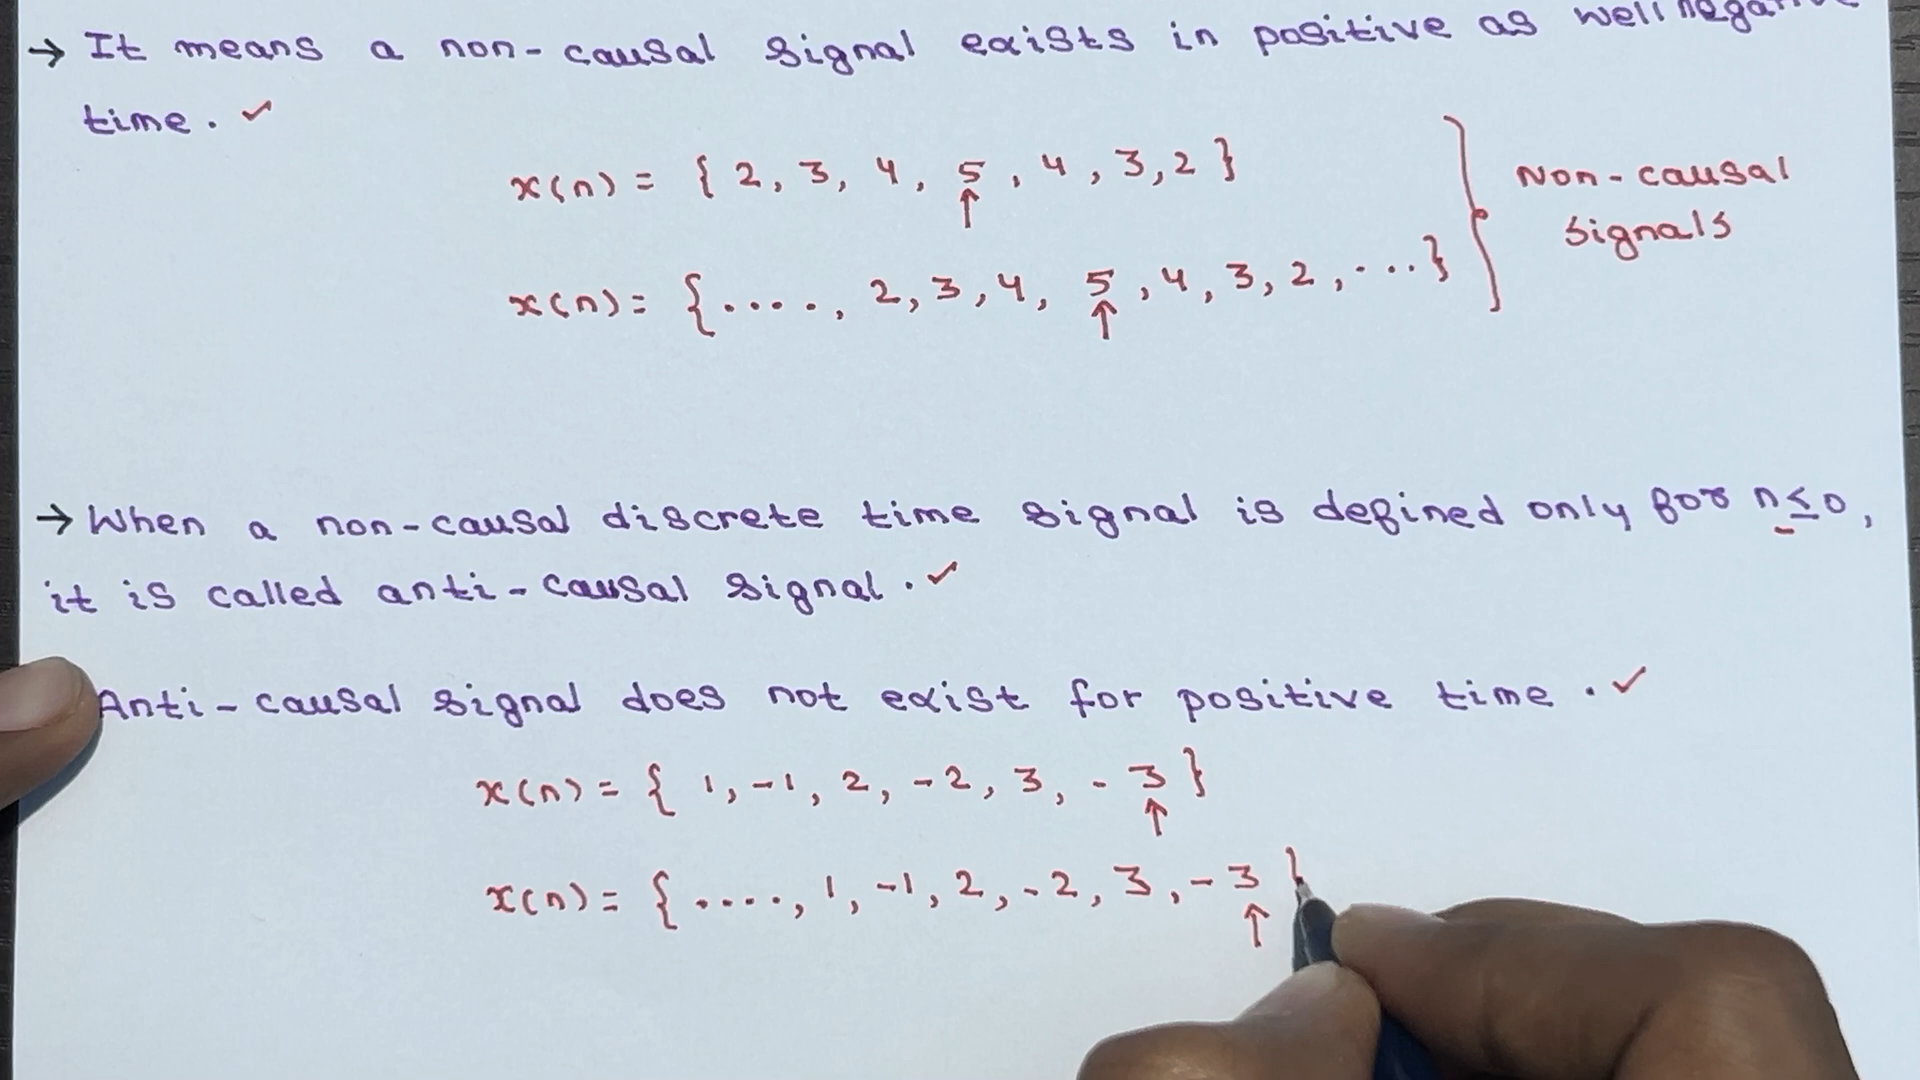 → It means a non-causal signal exists in positive as well negative
time. ✓
x(n) = { 2, 3, 4, 5, 4, 3, 2 }
↑
Non-causal
signals
x(n) = { ...., 2, 3, 4, 5, 4, 3, 2, ... }
↑
→ When a non-causal discrete time signal is defined only for n ≤ 0,
it is called anti-causal signal. ✓
Anti-causal signal does not exist for positive time. ✓
x(n) = { 1, -1, 2, -2, 3, -3 }
↑
x(n) = { ...., 1, -1, 2, -2, 3, -3 }
↑